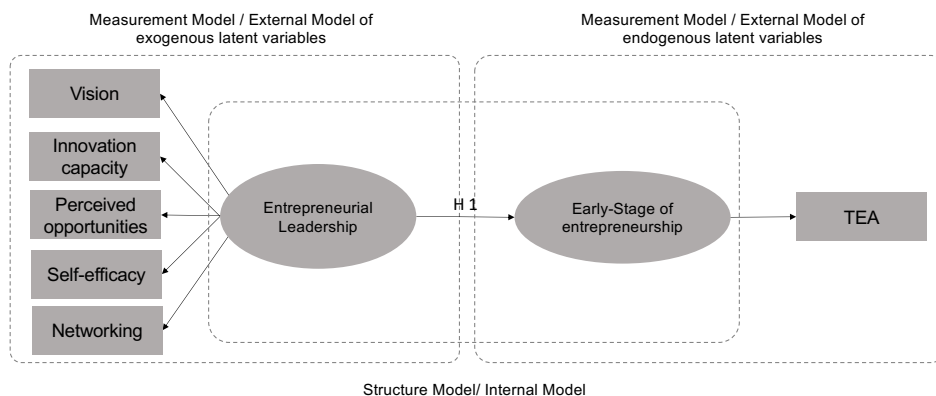 Measurement Model / External Model of
exogenous latent variables
Measurement Model / External Model of
endogenous latent variables
Vision
Innovation
capacity
Perceived
opportunities
Self-efficacy
Networking
Entrepreneurial
Leadership
H 1
Early-Stage of
entrepreneurship
TEA
Structure Model/ Internal Model